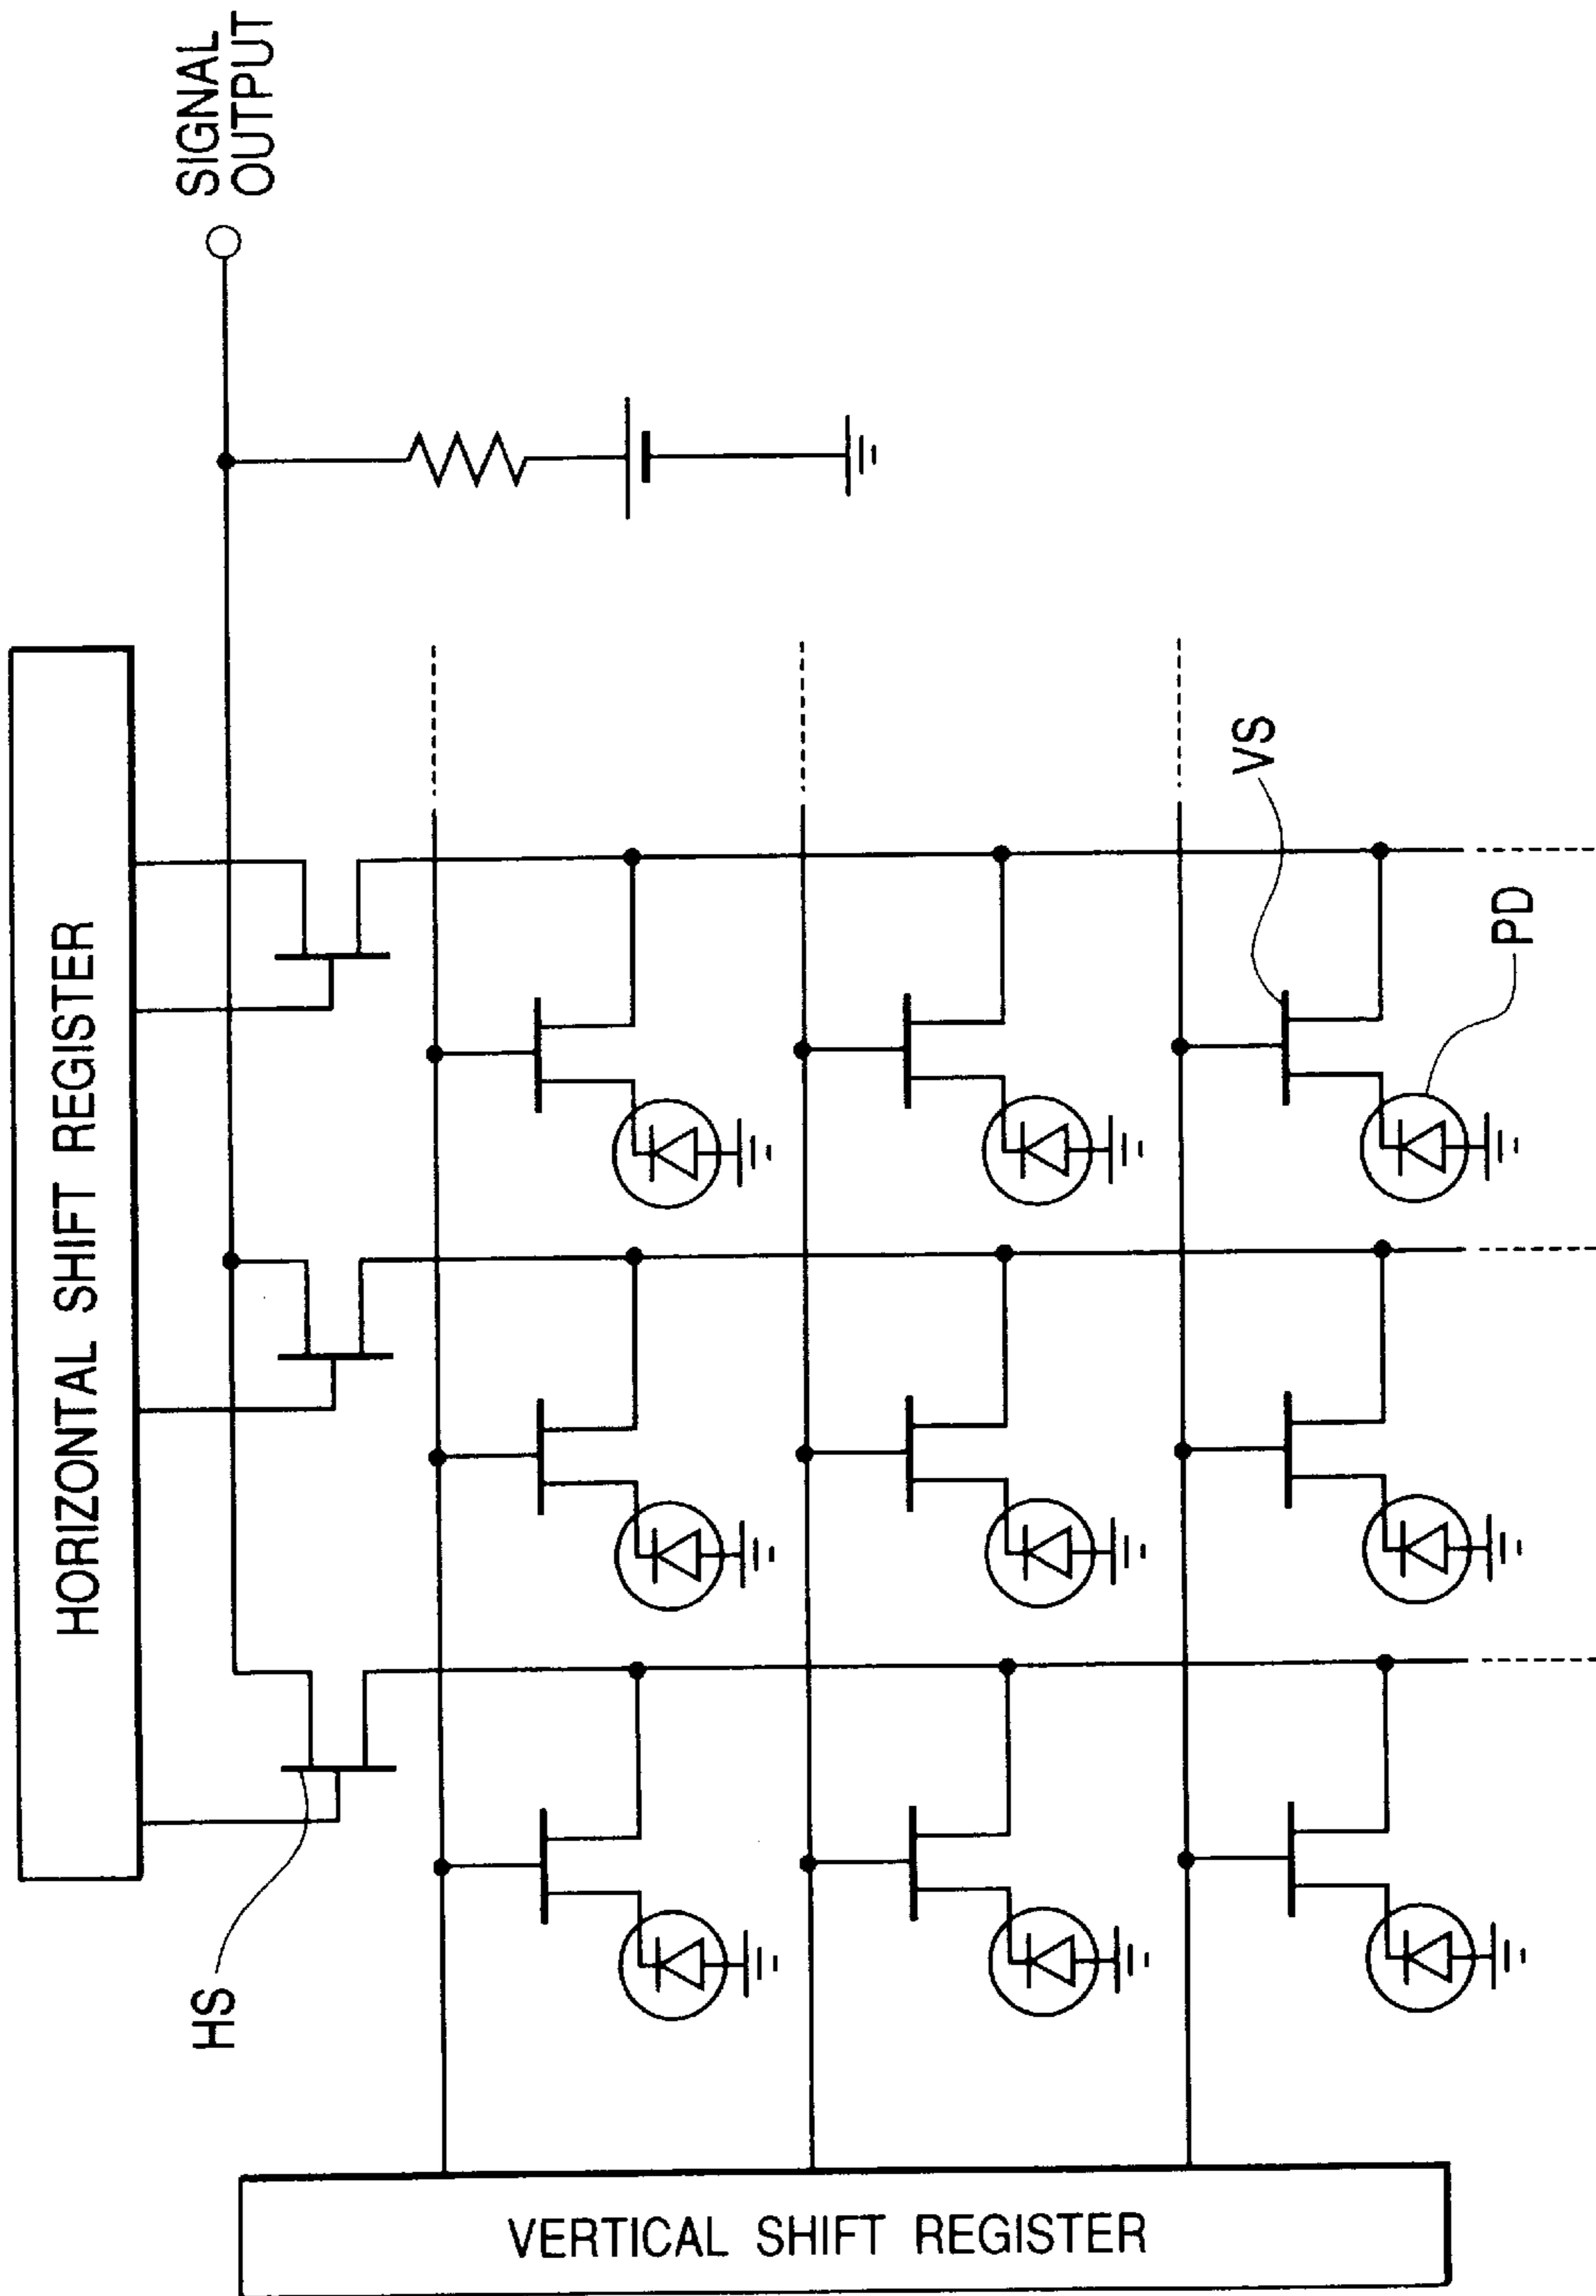 HORIZONTAL SHIFT REGISTER
SIGNAL
OUTPUT
HS
VS
PD
VERTICAL SHIFT REGISTER